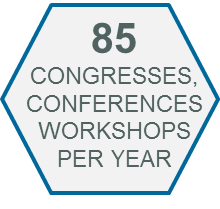 85
CONGRESSES,
CONFERENCES
WORKSHOPS
PER YEAR